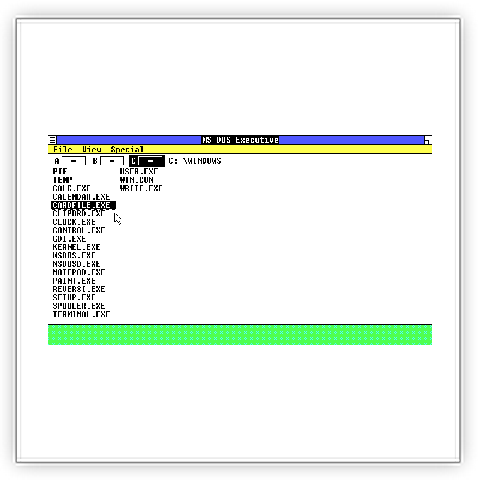 MS-DOS Executive
File View Special
A B C C: \WINDOWS
PIF USER.EXE
TEMP WIN.COM
CALC.EXE WRITE.EXE
CALENDAR.EXE
CARDFILE.EXE
CLIPBRD.EXE
CLOCK.EXE
CONTROL.EXE
GDI.EXE
KERNEL.EXE
MSDOS.EXE
MSDOSD.EXE
NOTEPAD.EXE
PAINT.EXE
REVERSI.EXE
SETUP.EXE
SPOOLER.EXE
TERMINAL.EXE